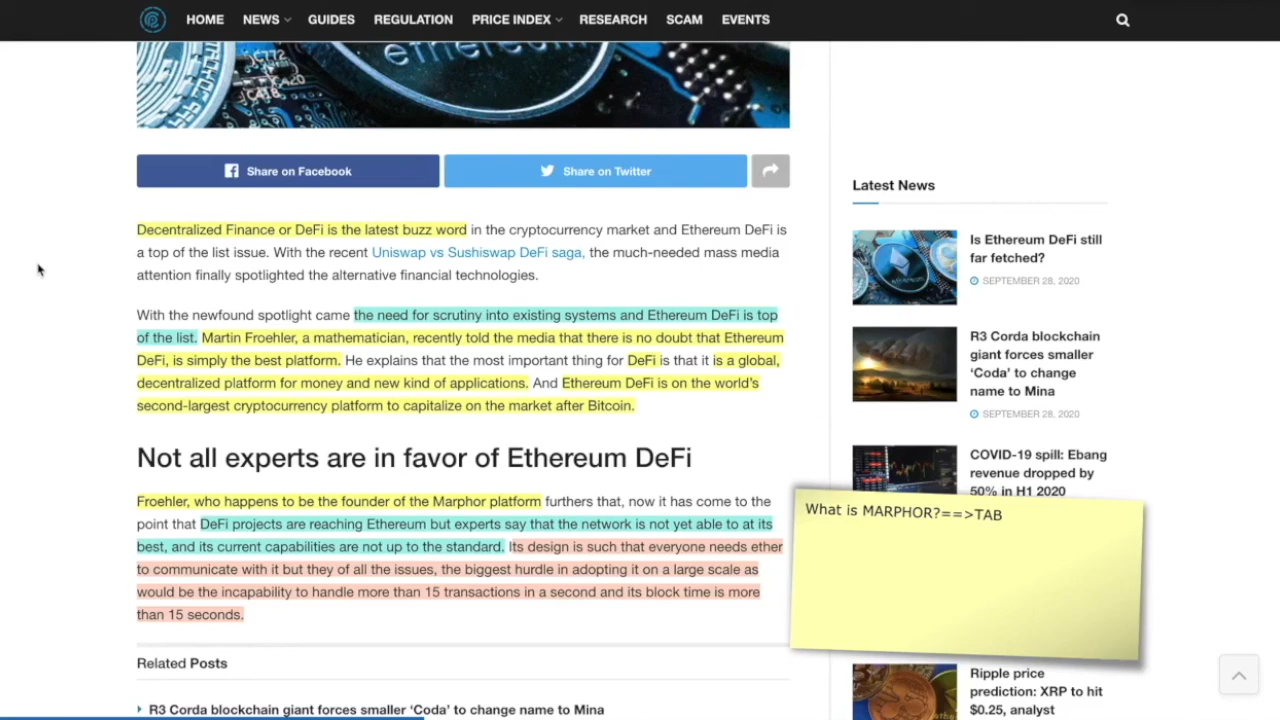 HOME NEWS GUIDES REGULATION PRICE INDEX RESEARCH SCAM EVENTS
Share on Facebook
Share on Twitter
Decentralized Finance or DeFi is the latest buzz word in the cryptocurrency market and Ethereum DeFi is
a top of the list issue. With the recent Uniswap vs Sushiswap DeFi saga, the much-needed mass media
attention finally spotlighted the alternative financial technologies.
With the newfound spotlight came the need for scrutiny into existing systems and Ethereum DeFi is top
of the list. Martin Froehler, a mathematician, recently told the media that there is no doubt that Ethereum
DeFi, is simply the best platform. He explains that the most important thing for DeFi is that it is a global,
decentralized platform for money and new kind of applications. And Ethereum DeFi is on the world's
second-largest cryptocurrency platform to capitalize on the market after Bitcoin.
Not all experts are in favor of Ethereum DeFi
Froehler, who happens to be the founder of the Marphor platform furthers that, now it has come to the
point that DeFi projects are reaching Ethereum but experts say that the network is not yet able to at its
best, and its current capabilities are not up to the standard. Its design is such that everyone needs ether
to communicate with it but they of all the issues, the biggest hurdle in adopting it on a large scale as
would be the incapability to handle more than 15 transactions in a second and its block time is more
than 15 seconds.
Related Posts
R3 Corda blockchain giant forces smaller ‘Coda’ to change name to Mina
Latest News
Is Ethereum DeFi still
far fetched?
SEPTEMBER 28, 2020
R3 Corda blockchain
giant forces smaller
‘Coda’ to change
name to Mina
SEPTEMBER 28, 2020
COVID-19 spill: Ebang
revenue dropped by
50% in H1 2020
What is MARPHOR?==>TAB
Ripple price
prediction: XRP to hit
$0.25, analyst